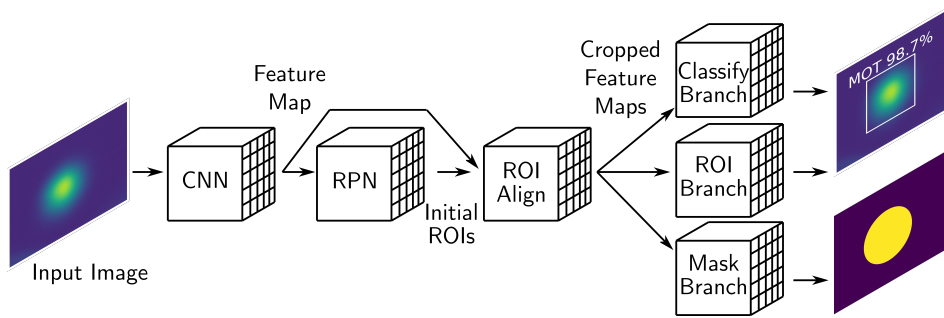 Input Image
CNN
Feature
Map
RPN
Initial
ROIs
ROI
Align
Cropped
Feature
Maps
Classify
Branch
ROI
Branch
Mask
Branch
MOT 98.7%